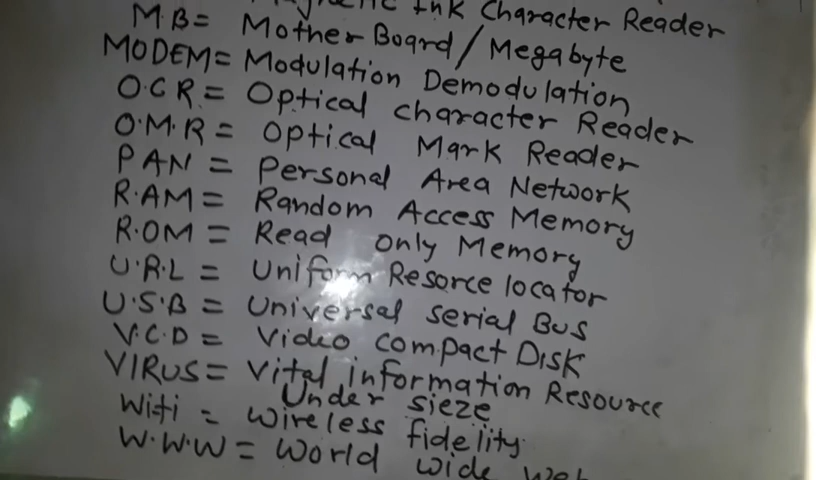 Ink Character Reader
M.B = Mother Board / Megabyte
MODEM = Modulation Demodulation
O.C.R = Optical character Reader
O.M.R = Optical Mark Reader
PAN = Personal Area Network
R.AM = Random Access Memory
R.OM = Read only Memory
U.R.L = Uniform Resorce locator
U.S.B = Universal serial Bus
V.C.D = Video compact Disk
VIRUS = Vital information Resource
Under sieze
Wifi = wireless fidelity
W.W.W = World wide